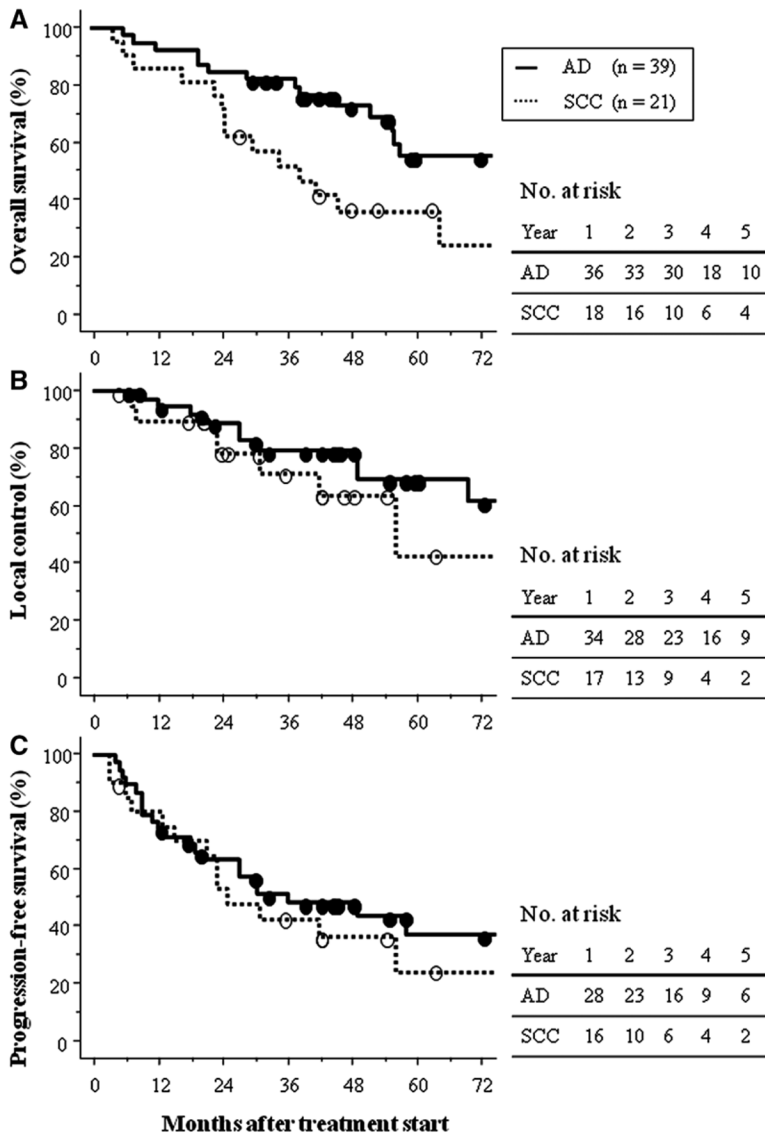 A
Overall survival (%)
100
80
60
40
20
0
0 12 24 36 48 60 72
AD (n = 39)
SCC (n = 21)
No. at risk
Year 1 2 3 4 5
AD 36 33 30 18 10
SCC 18 16 10 6 4
B
Local control (%)
100
80
60
40
20
0
0 12 24 36 48 60 72
No. at risk
Year 1 2 3 4 5
AD 34 28 23 16 9
SCC 17 13 9 4 2
C
Progression-free survival (%)
100
80
60
40
20
0
0 12 24 36 48 60 72
No. at risk
Year 1 2 3 4 5
AD 28 23 16 9 6
SCC 16 10 6 4 2
Months after treatment start